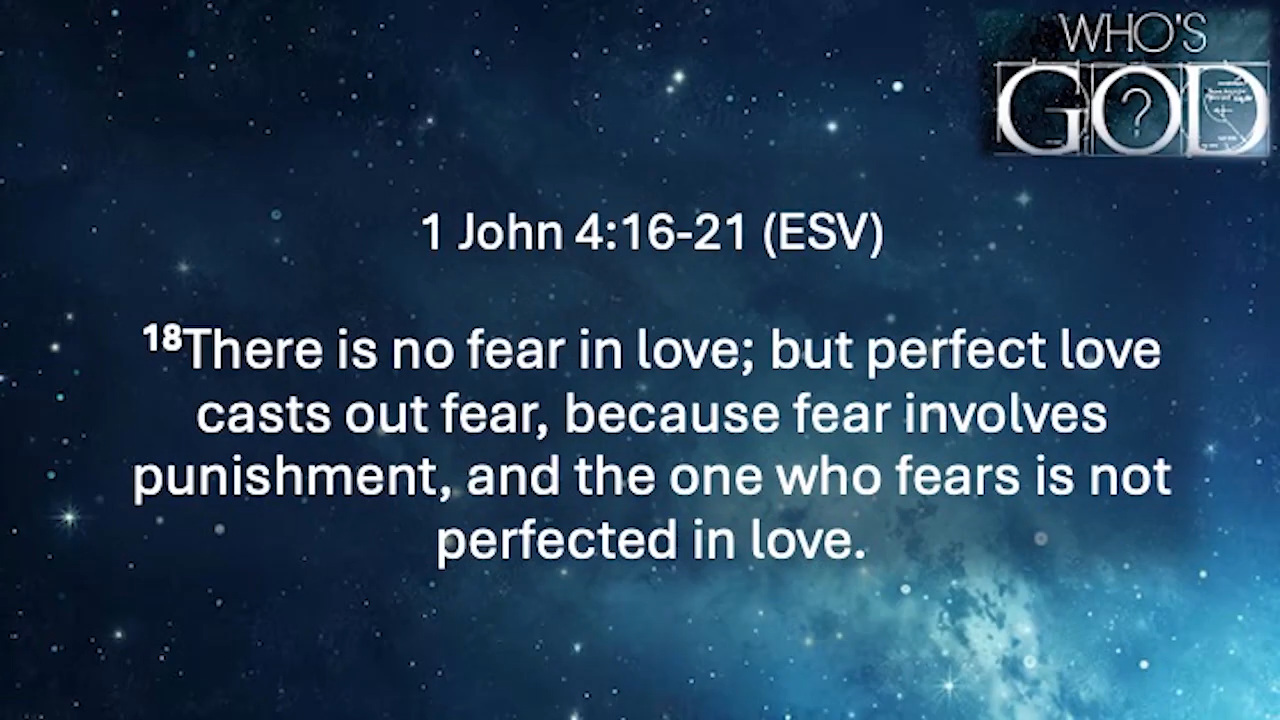 WHO'S
GOD
?
1 John 4:16-21 (ESV)
18There is no fear in love; but perfect love
casts out fear, because fear involves
punishment, and the one who fears is not
perfected in love.